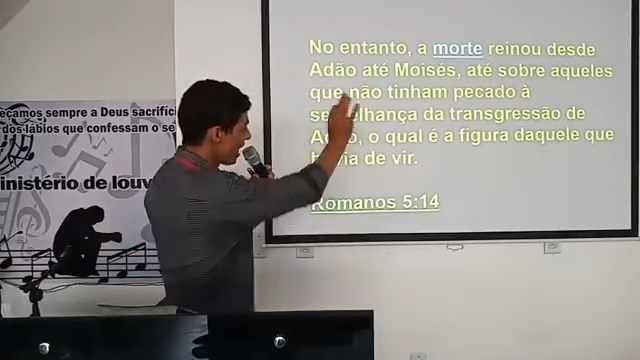 No entanto, a morte reinou desde
Adão até Moisés, até sobre aqueles
que não tinham pecado à
da transgressão de
o qual é a figura daquele que
de vir.
Romanos 5:14
eçamos sempre a Deus sacrifíc
dos lábios que confessam o se
inistério de louv